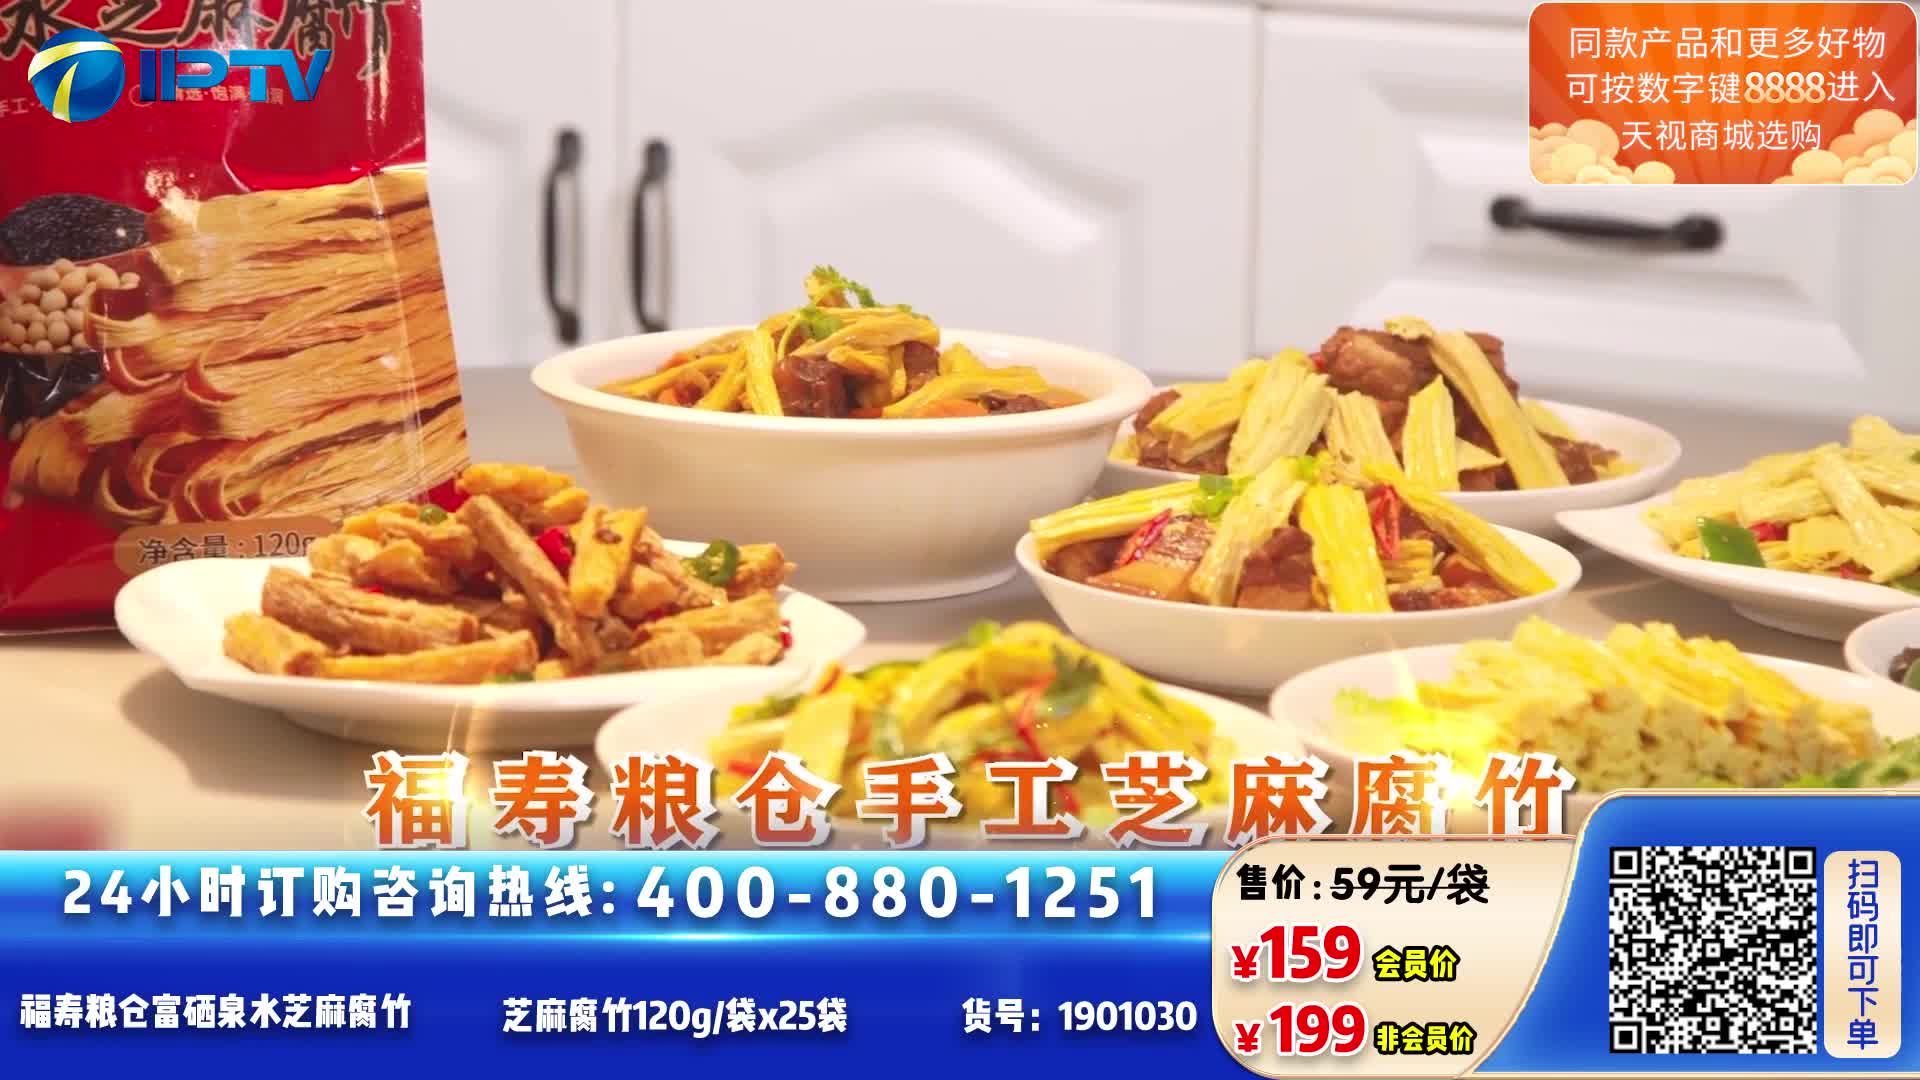 水芝麻腐竹
IPTV
同款产品和更多好物
可按数字键8888进入
天视商城选购
净含量:120g
福寿粮仓手工芝麻腐竹
24小时订购咨询热线:400-880-1251
售价:59元/袋
¥159 会员价
¥199 非会员价
福寿粮仓富硒泉水芝麻腐竹 芝麻腐竹120g/袋x25袋 货号:1901030
扫码即可下单